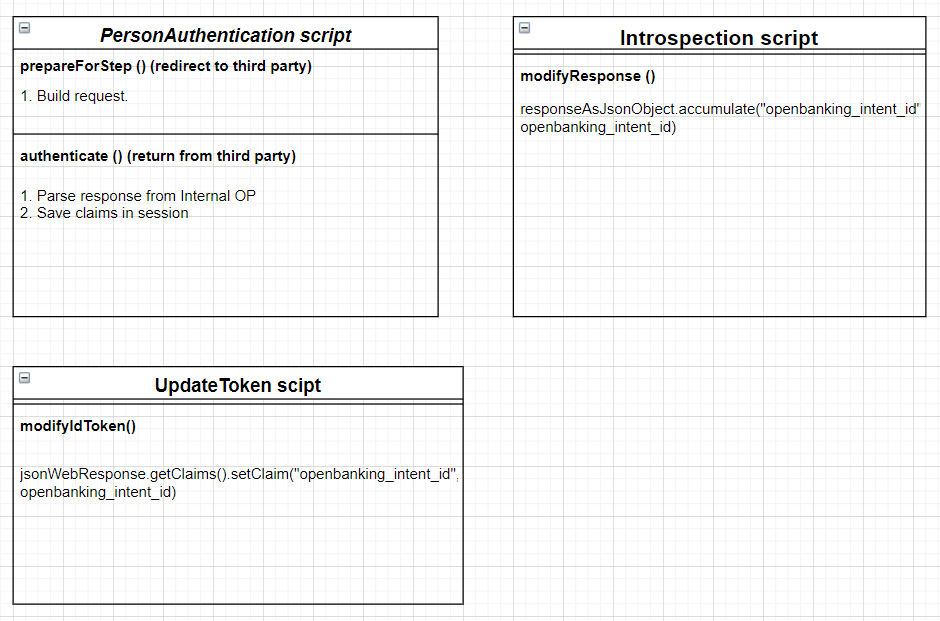 PersonAuthentication script
prepareForStep () (redirect to third party)
1. Build request.
authenticate () (return from third party)
1. Parse response from Internal OP
2. Save claims in session
Introspection script
modifyResponse ()
responseAsJsonObject.accumulate("openbanking_intent_id"
openbanking_intent_id)
UpdateToken scipt
modifyIdToken()
jsonWebResponse.getClaims().setClaim("openbanking_intent_id",
openbanking_intent_id)